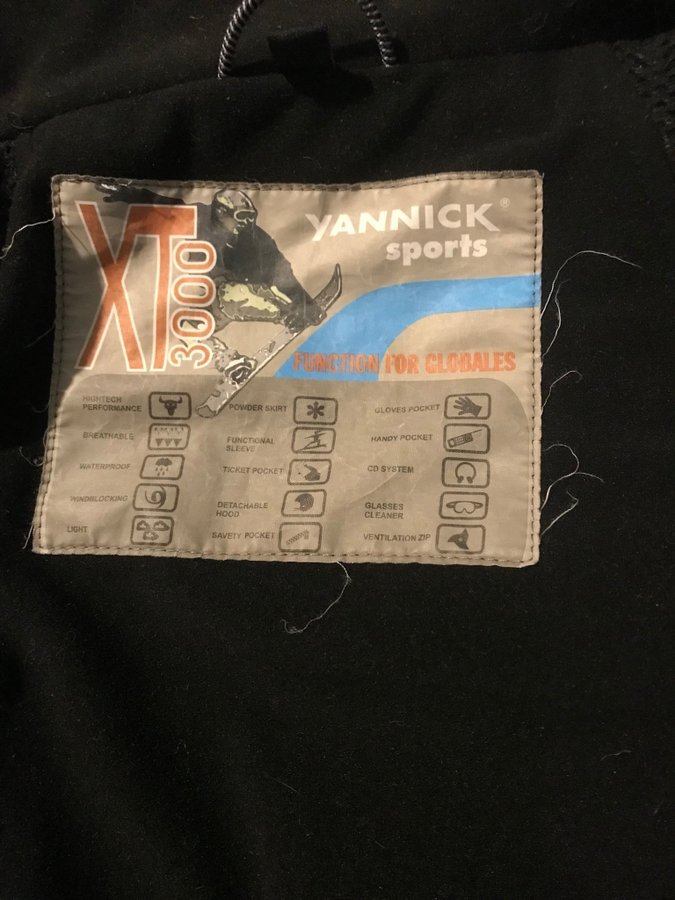 XT
3000
YANNICK®
sports
FUNCTION FOR GLOBALES
HIGHTECH
PERFORMANCE
BREATHABLE
WATERPROOF
WINDBLOCKING
LIGHT
POWDER SKIRT
FUNCTIONAL
SLEEVE
TICKET POCKET
DETACHABLE
HOOD
SAVETY POCKET
GLOVES POCKET
HANDY POCKET
CD SYSTEM
GLASSES
CLEANER
VENTILATION ZIP